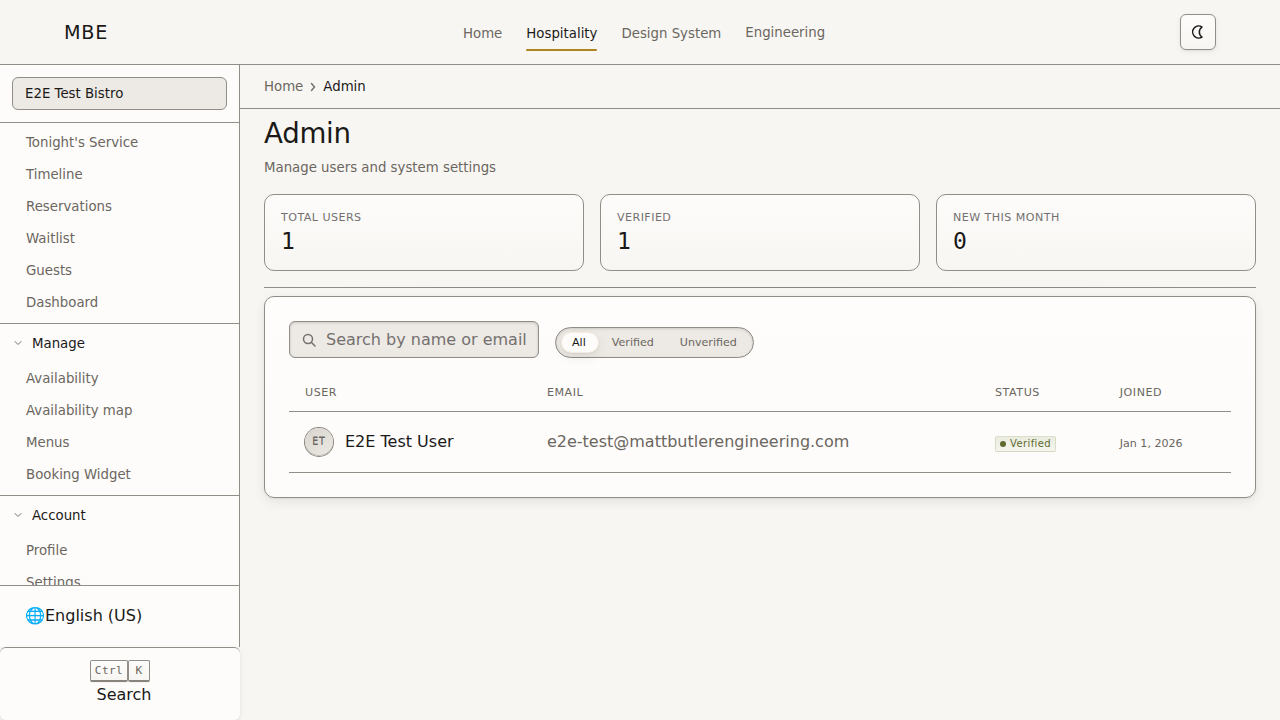 MBE
Home Hospitality Design System Engineering
E2E Test Bistro
Tonight's Service
Timeline
Reservations
Waitlist
Guests
Dashboard
Manage
Availability
Availability map
Menus
Booking Widget
Account
Profile
Settings
English (US)
Ctrl K
Search
Home Admin
Admin
Manage users and system settings
TOTAL USERS
1
VERIFIED
1
NEW THIS MONTH
0
Search by name or email
All Verified Unverified
USER EMAIL STATUS JOINED
ET E2E Test User e2e-test@mattbutlerengineering.com Verified Jan 1, 2026